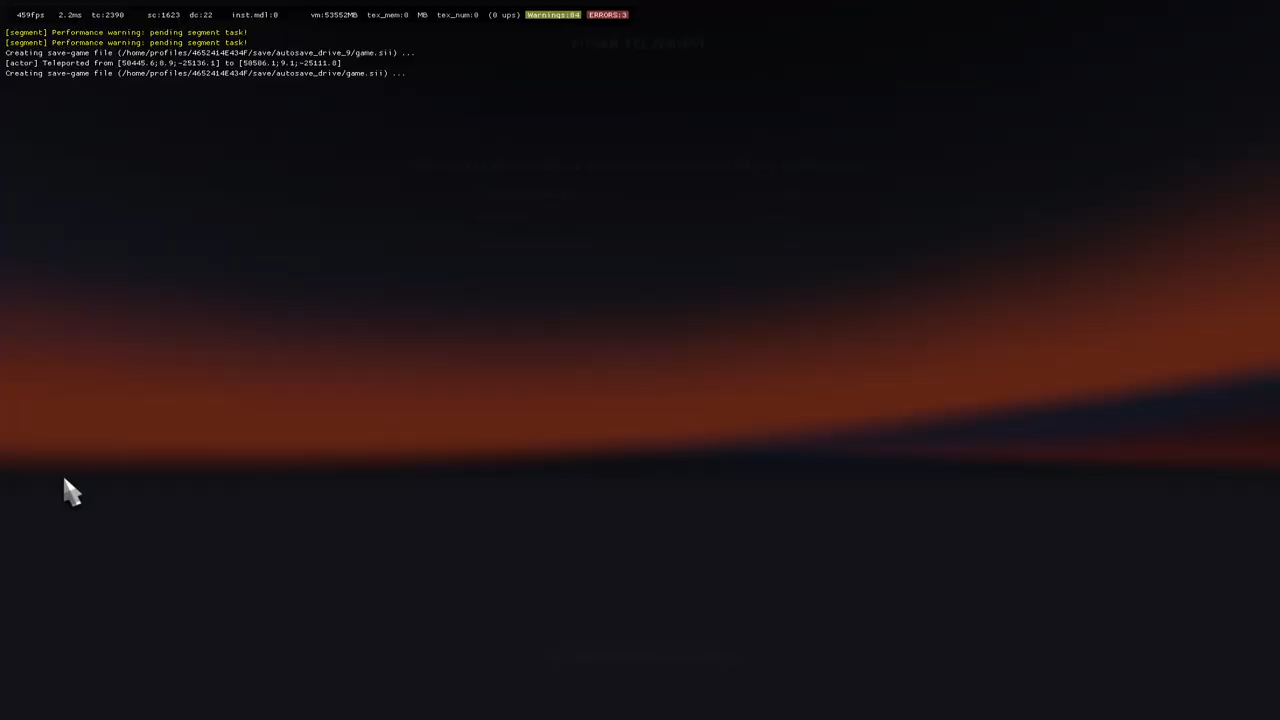 459fps 2.2ms tc:2390 sc:1623 dc:22 inst.mdl:0 vm:53552MB tex_mem:0 MB tex_num:0 (0 ups) Warnings:84 ERRORS:3
[segment] Performance warning: pending segment task!
[segment] Performance warning: pending segment task!
Creating save-game file (/home/profiles/4652414E434F/save/autosave_drive_9/game.sii) ...
[actor] Teleported from [50445.6;8.9;-25136.1] to [50506.1;9.1;-25111.8]
Creating save-game file (/home/profiles/4652414E434F/save/autosave_drive/game.sii) ...